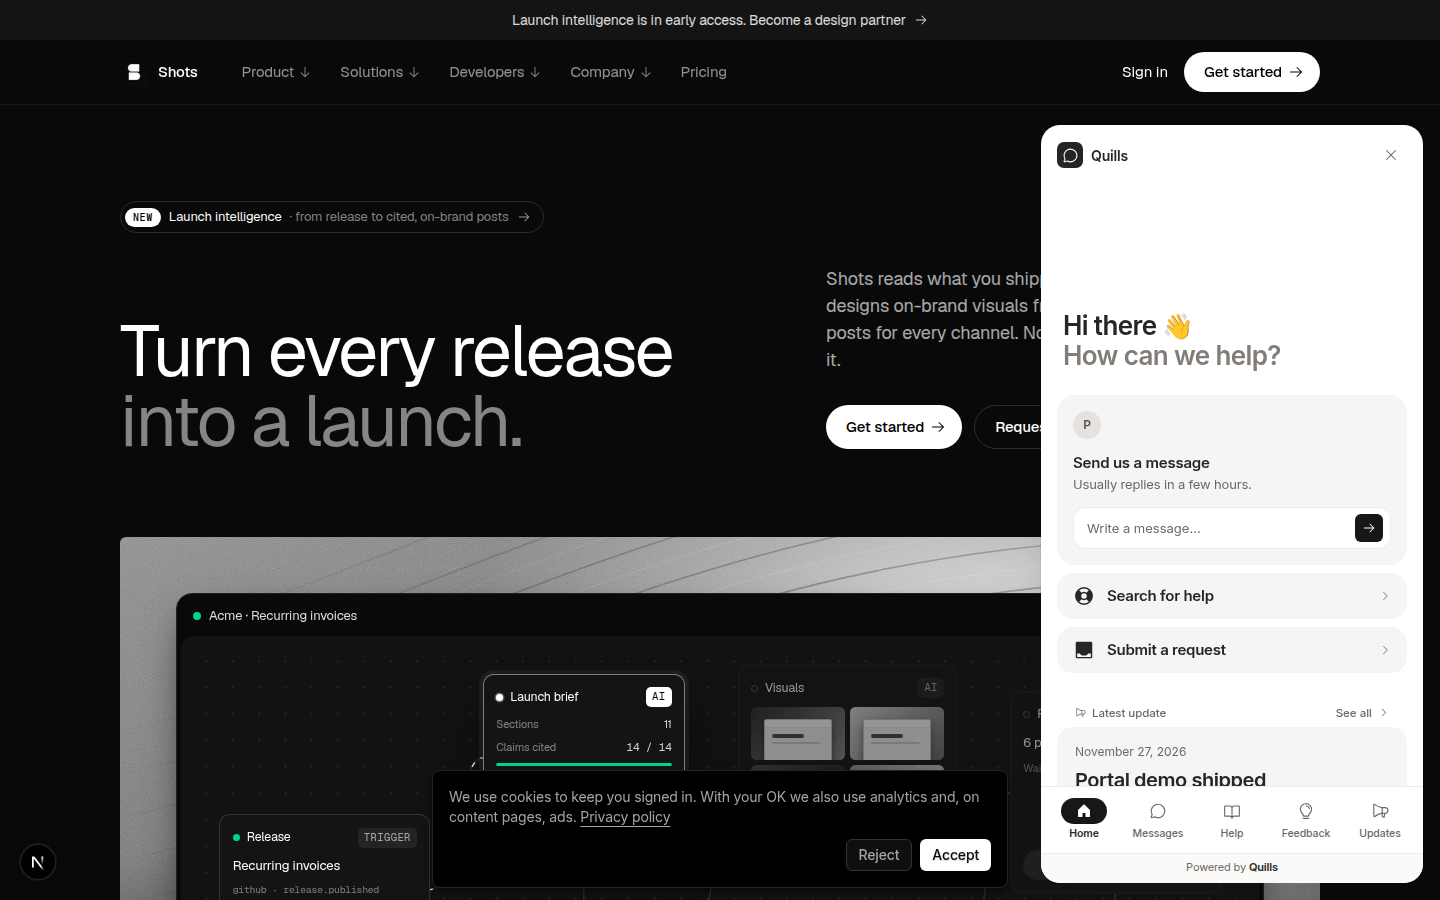 Launch intelligence is in early access. Become a design partner →
Shots
Product ↓
Solutions ↓
Developers ↓
Company ↓
Pricing
Sign in
Get started →
NEW Launch intelligence · from release to cited, on-brand posts →
Turn every release
into a launch.
Shots reads what you
designs on-brand visuals
posts for every channel.
it.
Get started →
Acme · Recurring invoices
Launch brief AI
Sections 11
Claims cited 14 / 14
Visuals AI
Release TRIGGER
Recurring invoices
github · release.published
We use cookies to keep you signed in. With your OK we also use analytics and, on
content pages, ads. Privacy policy
Reject
Accept
Quills
Hi there 👋
How can we help?
P
Send us a message
Usually replies in a few hours.
Write a message...
Search for help
Submit a request
Latest update
See all
November 27, 2026
Portal demo shipped
Home
Messages
Help
Feedback
Updates
Powered by Quills